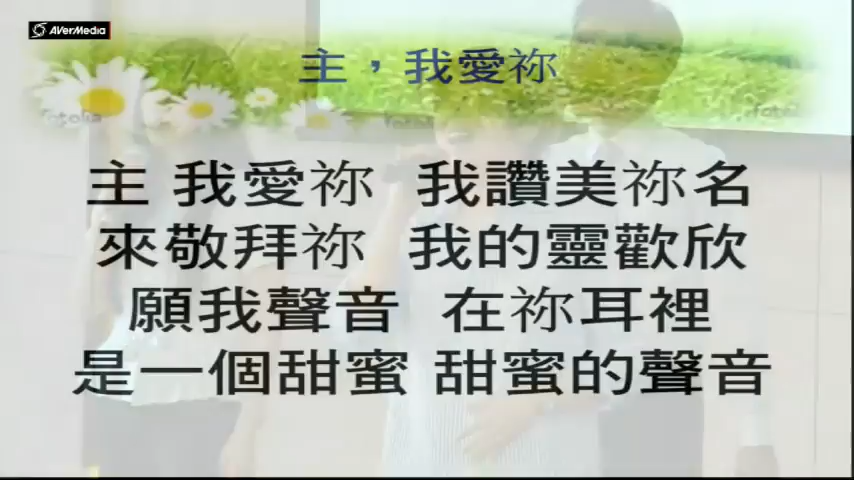 AVerMedia
主，我愛祢
fotolia
fotolia
主 我愛祢 我讚美祢名
來敬拜祢 我的靈歡欣
願我聲音 在祢耳裡
是一個甜蜜 甜蜜的聲音